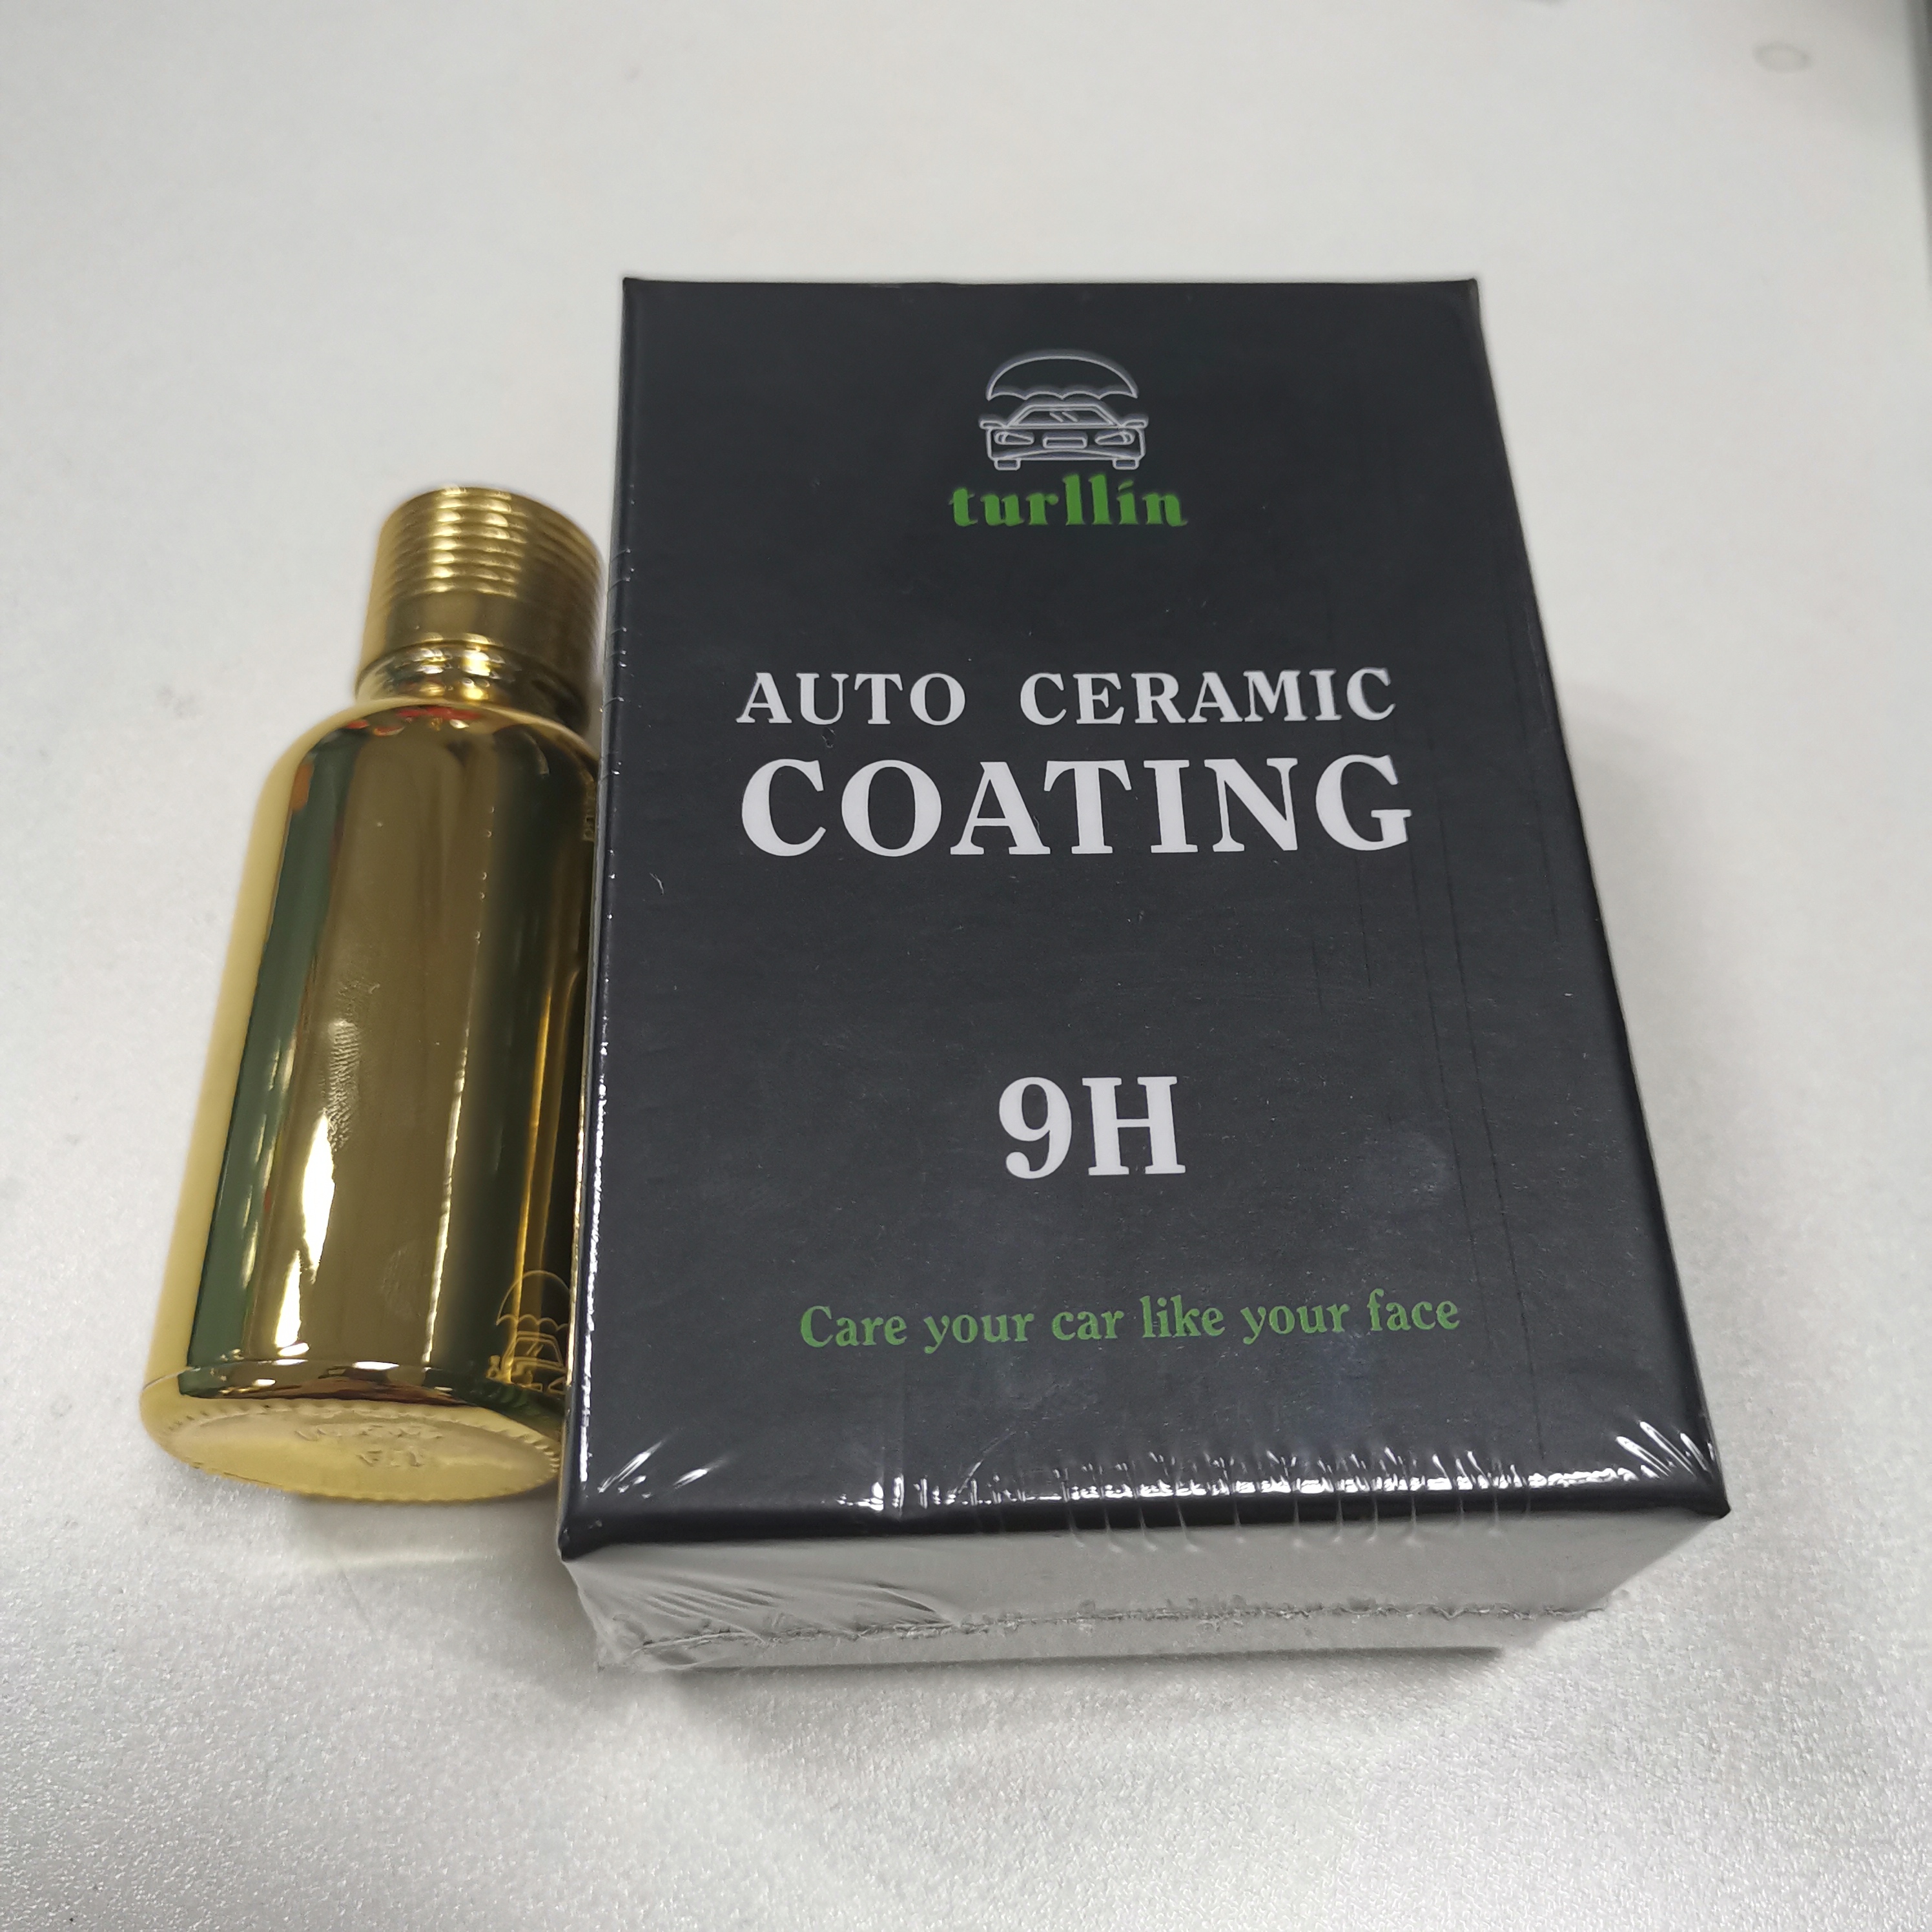 turllin
AUTO CERAMIC
COATING
9H
Care your car like your face